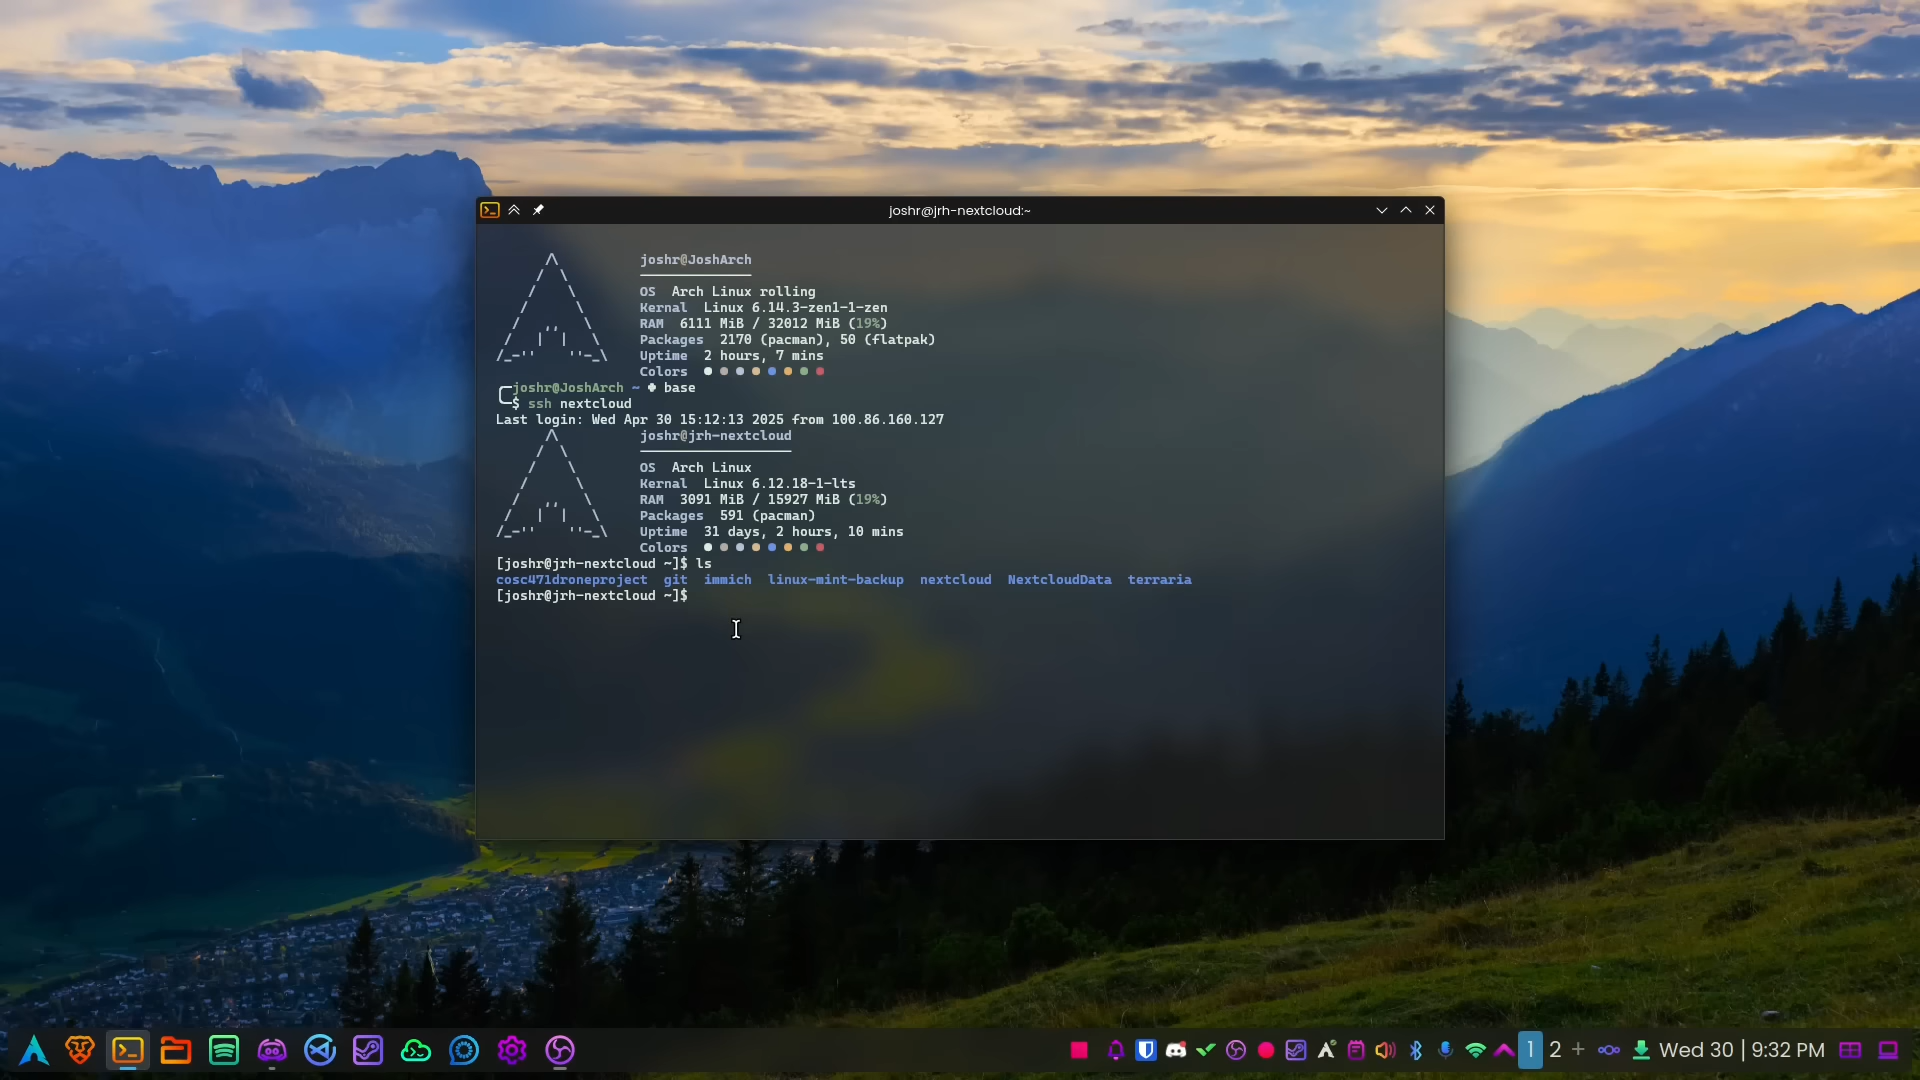 joshr@jrh-nextcloud:~
joshr@JoshArch
OS Arch Linux rolling
Kernal Linux 6.14.3-zen1-1-zen
RAM 6111 MiB / 32012 MiB (19%)
Packages 2170 (pacman), 50 (flatpak)
Uptime 2 hours, 7 mins
Colors
joshr@JoshArch ~ base
$ ssh nextcloud
Last login: Wed Apr 30 15:12:13 2025 from 100.86.160.127
joshr@jrh-nextcloud
OS Arch Linux
Kernal Linux 6.12.18-1-lts
RAM 3091 MiB / 15927 MiB (19%)
Packages 591 (pacman)
Uptime 31 days, 2 hours, 10 mins
Colors
[joshr@jrh-nextcloud ~]$ ls
cosc471droneproject git immich linux-mint-backup nextcloud NextcloudData terraria
[joshr@jrh-nextcloud ~]$
1 2 + Wed 30 | 9:32 PM